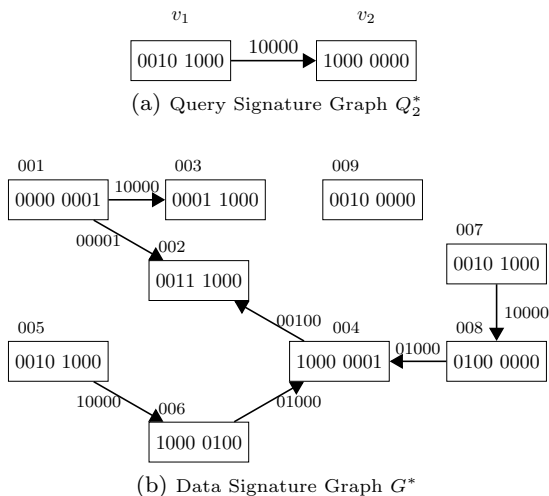 v1 v2
0010 1000 10000 1000 0000
(a) Query Signature Graph Q*2
001 003 009
0000 0001 10000 0001 1000 0010 0000
00001 002 007
0011 1000 0010 1000
00100 10000
005 004 008
0010 1000 1000 0001 01000 0100 0000
10000 006 01000
1000 0100
(b) Data Signature Graph G*